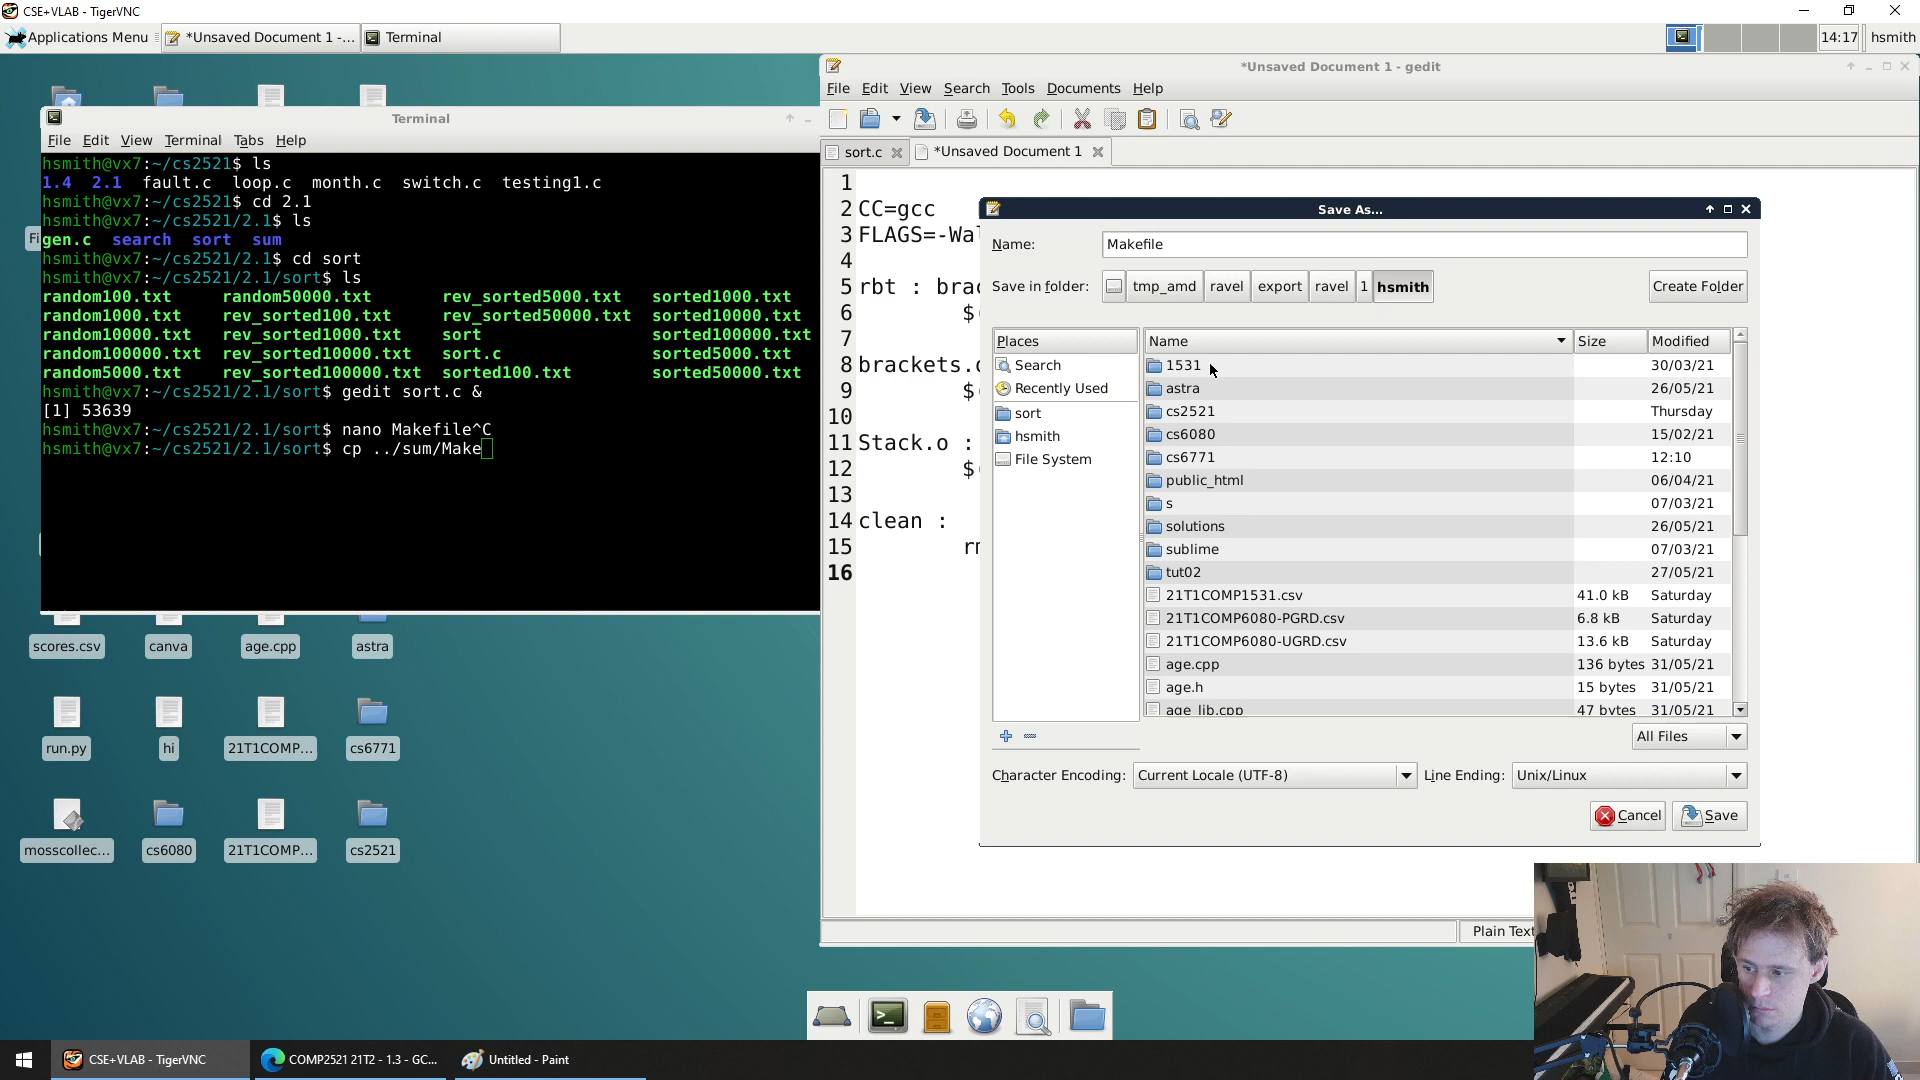 CSE+VLAB - TigerVNC
Applications Menu
*Unsaved Document 1 -...
Terminal
14:17
hsmith
Terminal
File Edit View Terminal Tabs Help
hsmith@vx7:~/cs2521$ ls
1.4 2.1 fault.c loop.c month.c switch.c testing1.c
hsmith@vx7:~/cs2521$ cd 2.1
hsmith@vx7:~/cs2521/2.1$ ls
gen.c search sort sum
hsmith@vx7:~/cs2521/2.1$ cd sort
hsmith@vx7:~/cs2521/2.1/sort$ ls
random100.txt random50000.txt rev_sorted5000.txt sorted1000.txt
random1000.txt rev_sorted100.txt rev_sorted50000.txt sorted10000.txt
random10000.txt rev_sorted1000.txt sort sorted100000.txt
random100000.txt rev_sorted10000.txt sort.c sorted5000.txt
random5000.txt rev_sorted100000.txt sorted100.txt sorted50000.txt
hsmith@vx7:~/cs2521/2.1/sort$ gedit sort.c &
[1] 53639
hsmith@vx7:~/cs2521/2.1/sort$ nano Makefile^C
hsmith@vx7:~/cs2521/2.1/sort$ cp ../sum/Make
Fi
scores.csv canva age.cpp astra
run.py hi 21T1COMP... cs6771
mosscollec... cs6080 21T1COMP... cs2521
*Unsaved Document 1 - gedit
File Edit View Search Tools Documents Help
sort.c
*Unsaved Document 1
1
2 CC=gcc
3 FLAGS=-Wal
4
5 rbt : brac
6 $
7
8 brackets.o
9 $
10
11 Stack.o :
12 $
13
14 clean :
15 rm
16
Plain Text
Save As...
Name: Makefile
Save in folder: tmp_amd ravel export ravel 1 hsmith
Create Folder
Places
Search
Recently Used
sort
hsmith
File System
Name Size Modified
1531 30/03/21
astra 26/05/21
cs2521 Thursday
cs6080 15/02/21
cs6771 12:10
public_html 06/04/21
s 07/03/21
solutions 26/05/21
sublime 07/03/21
tut02 27/05/21
21T1COMP1531.csv 41.0 kB Saturday
21T1COMP6080-PGRD.csv 6.8 kB Saturday
21T1COMP6080-UGRD.csv 13.6 kB Saturday
age.cpp 136 bytes 31/05/21
age.h 15 bytes 31/05/21
age_lib.cpp 47 bytes 31/05/21
All Files
Character Encoding: Current Locale (UTF-8) Line Ending: Unix/Linux
Cancel Save
CSE+VLAB - TigerVNC
COMP2521 21T2 - 1.3 - GC...
Untitled - Paint